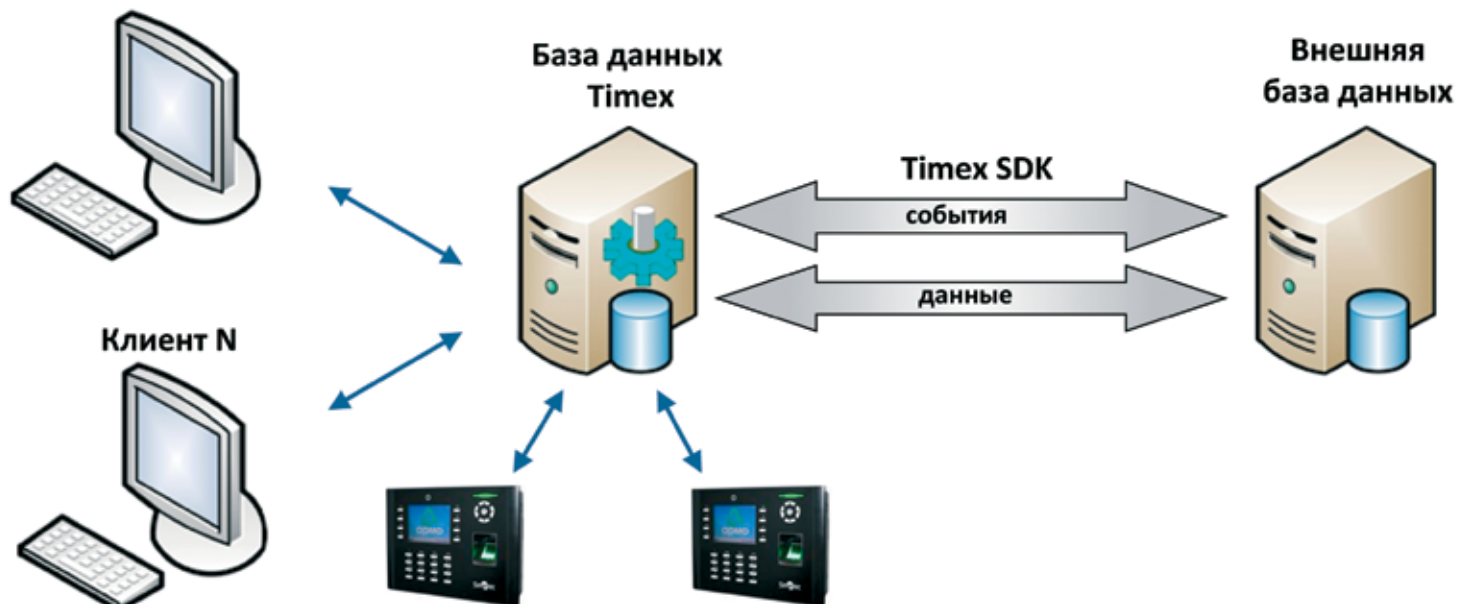 База данных
Timex
Внешняя
база данных
Timex SDK
события
данные
Клиент N